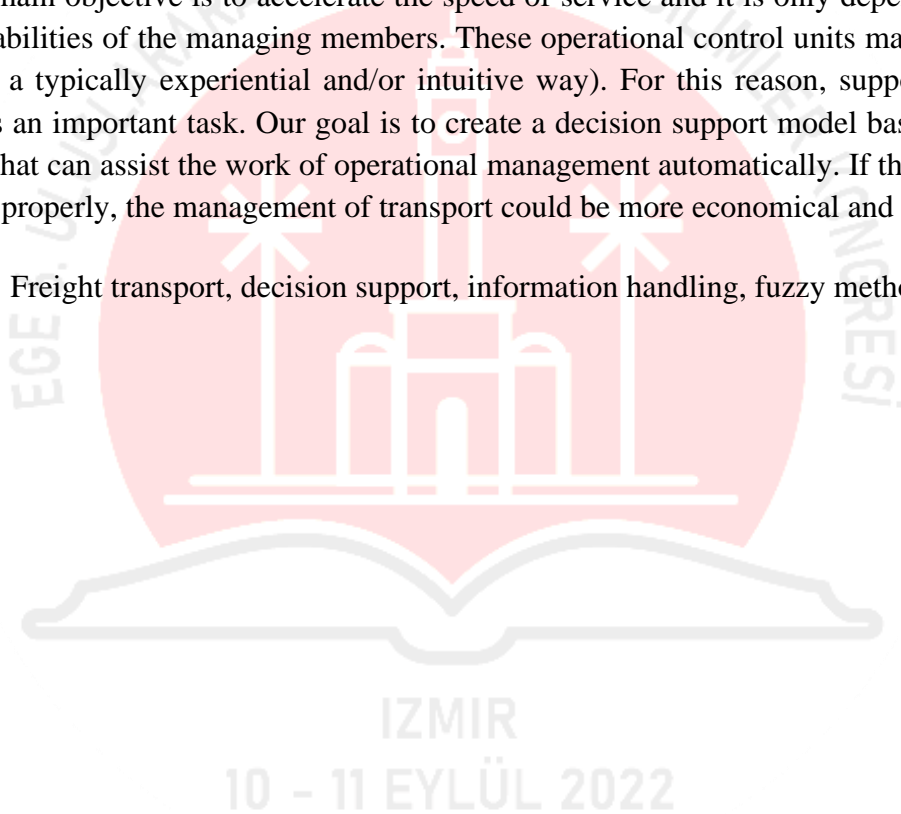 main objective is to accelerate the speed of service and it is only depe
abilities of the managing members. These operational control units ma
a typically experiential and/or intuitive way). For this reason, supp
s an important task. Our goal is to create a decision support model bas
hat can assist the work of operational management automatically. If th
properly, the management of transport could be more economical and
Freight transport, decision support, information handling, fuzzy metho
EGE
KONGRESİ
IZMIR
10 - 11 EYLÜL 2022